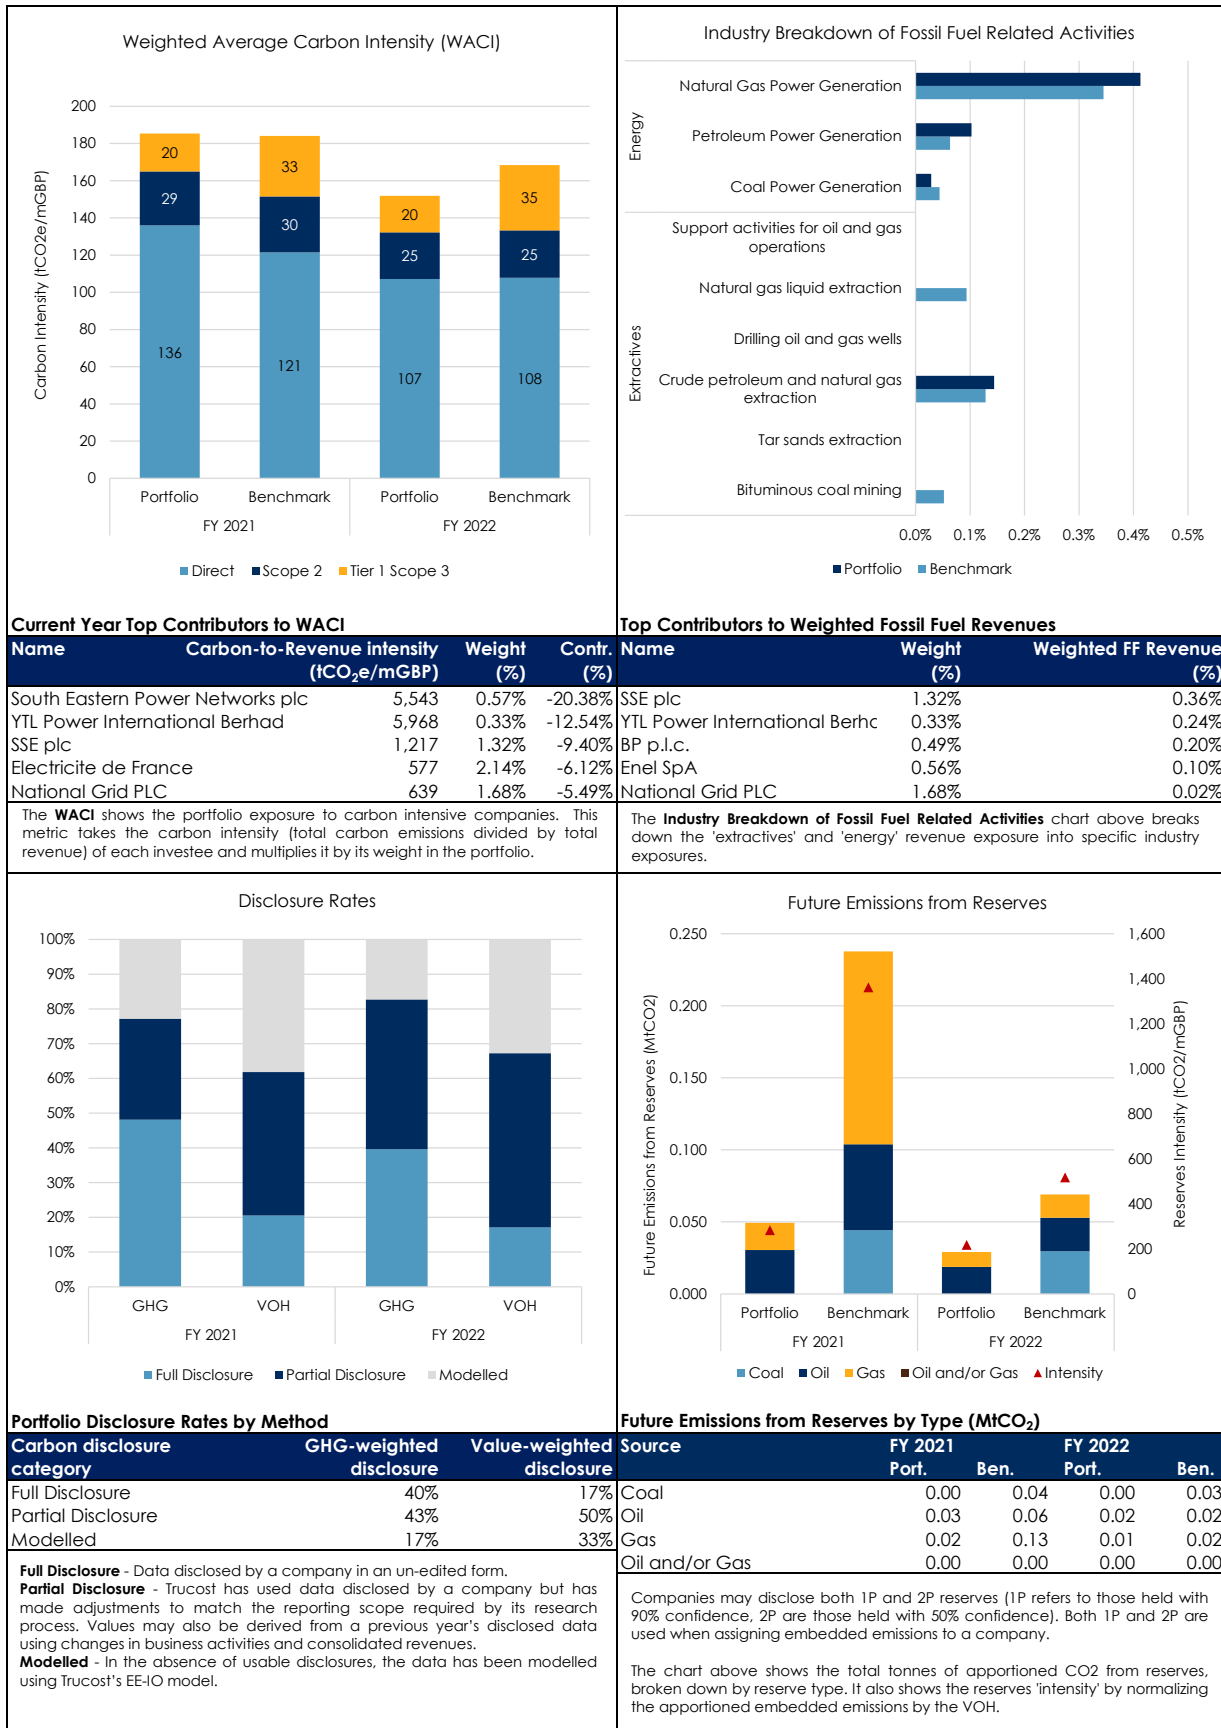 Weighted Average Carbon Intensity (WACI)
Carbon Intensity (tCO2e/mGBP)
200
180
160
140
120
100
80
60
40
20
0
20
29
136
33
30
121
20
25
107
35
25
108
Portfolio
Benchmark
Portfolio
Benchmark
FY 2021
FY 2022
Direct
Scope 2
Tier 1 Scope 3
Industry Breakdown of Fossil Fuel Related Activities
Energy
Natural Gas Power Generation
Petroleum Power Generation
Coal Power Generation
Extractives
Support activities for oil and gas
operations
Natural gas liquid extraction
Drilling oil and gas wells
Crude petroleum and natural gas
extraction
Tar sands extraction
Bituminous coal mining
0.0% 0.1% 0.2% 0.3% 0.4% 0.5%
Portfolio
Benchmark
Current Year Top Contributors to WACI
Name Carbon-to-Revenue intensity Weight Contr.
(tCO2e/mGBP) (%) (%)
South Eastern Power Networks plc 5,543 0.57% -20.38%
YTL Power International Berhad 5,968 0.33% -12.54%
SSE plc 1,217 1.32% -9.40%
Electricite de France 577 2.14% -6.12%
National Grid PLC 639 1.68% -5.49%
The WACI shows the portfolio exposure to carbon intensive companies. This
metric takes the carbon intensity (total carbon emissions divided by total
revenue) of each investee and multiplies it by its weight in the portfolio.
Top Contributors to Weighted Fossil Fuel Revenues
Name Weight Weighted FF Revenue
(%) (%)
SSE plc 1.32% 0.36%
YTL Power International Berhc 0.33% 0.24%
BP p.l.c. 0.49% 0.20%
Enel SpA 0.56% 0.10%
National Grid PLC 1.68% 0.02%
The Industry Breakdown of Fossil Fuel Related Activities chart above breaks
down the 'extractives' and 'energy' revenue exposure into specific industry
exposures.
Disclosure Rates
100%
90%
80%
70%
60%
50%
40%
30%
20%
10%
0%
GHG
VOH
GHG
VOH
FY 2021
FY 2022
Full Disclosure
Partial Disclosure
Modelled
Future Emissions from Reserves
Future Emissions from Reserves (MtCO2)
0.250
0.200
0.150
0.100
0.050
0.000
1,600
1,400
1,200
1,000
800
600
400
200
0
Reserves Intensity (tCO2/mGBP)
Portfolio
Benchmark
Portfolio
Benchmark
FY 2021
FY 2022
Coal
Oil
Gas
Oil and/or Gas
Intensity
Portfolio Disclosure Rates by Method
Carbon disclosure GHG-weighted Value-weighted
category disclosure disclosure
Full Disclosure 40% 17%
Partial Disclosure 43% 50%
Modelled 17% 33%
Full Disclosure - Data disclosed by a company in an un-edited form.
Partial Disclosure - Trucost has used data disclosed by a company but has
made adjustments to match the reporting scope required by its research
process. Values may also be derived from a previous year's disclosed data
using changes in business activities and consolidated revenues.
Modelled - In the absence of usable disclosures, the data has been modelled
using Trucost's EE-IO model.
Future Emissions from Reserves by Type (MtCO2)
Source FY 2021 FY 2022
Port. Ben. Port. Ben.
Coal 0.00 0.04 0.00 0.03
Oil 0.03 0.06 0.02 0.02
Gas 0.02 0.13 0.01 0.02
Oil and/or Gas 0.00 0.00 0.00 0.00
Companies may disclose both 1P and 2P reserves (1P refers to those held with
90% confidence, 2P are those held with 50% confidence). Both 1P and 2P are
used when assigning embedded emissions to a company.
The chart above shows the total tonnes of apportioned CO2 from reserves,
broken down by reserve type. It also shows the reserves 'intensity' by normalizing
the apportioned embedded emissions by the VOH.